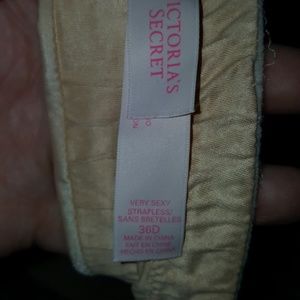 VICTORIA'S
SECRET
VERY SEXY
STRAPLESS/
SANS BRETELLES
36D
MADE IN CHINA
FAIT EN CHINE
HECHO EN CHINA